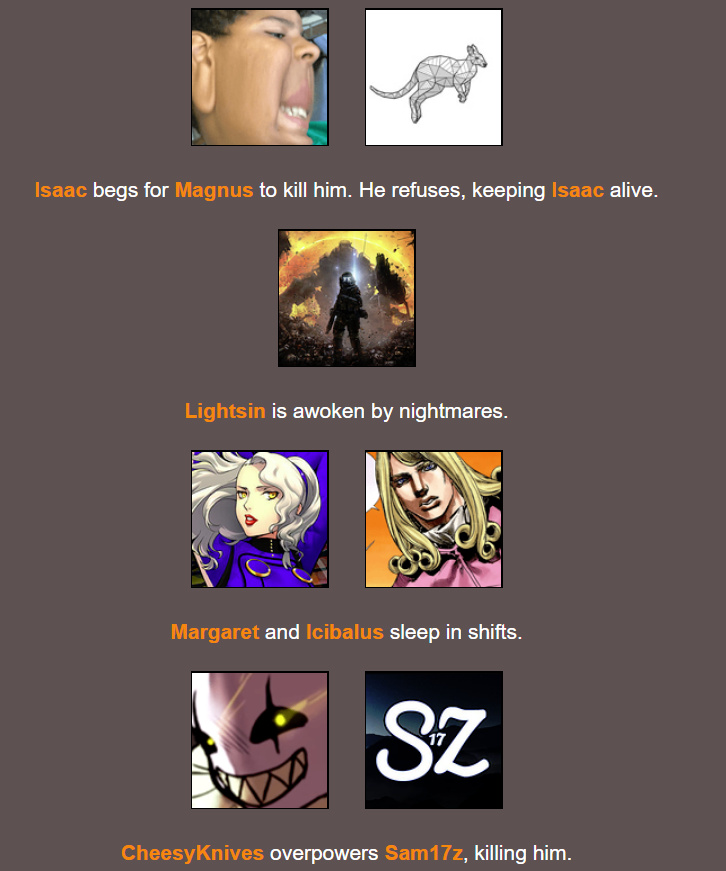 Isaac begs for Magnus to kill him. He refuses, keeping Isaac alive.
Lightsin is awoken by nightmares.
Margaret and Icibalus sleep in shifts.
SZ
17
CheesyKnives overpowers Sam17z, killing him.